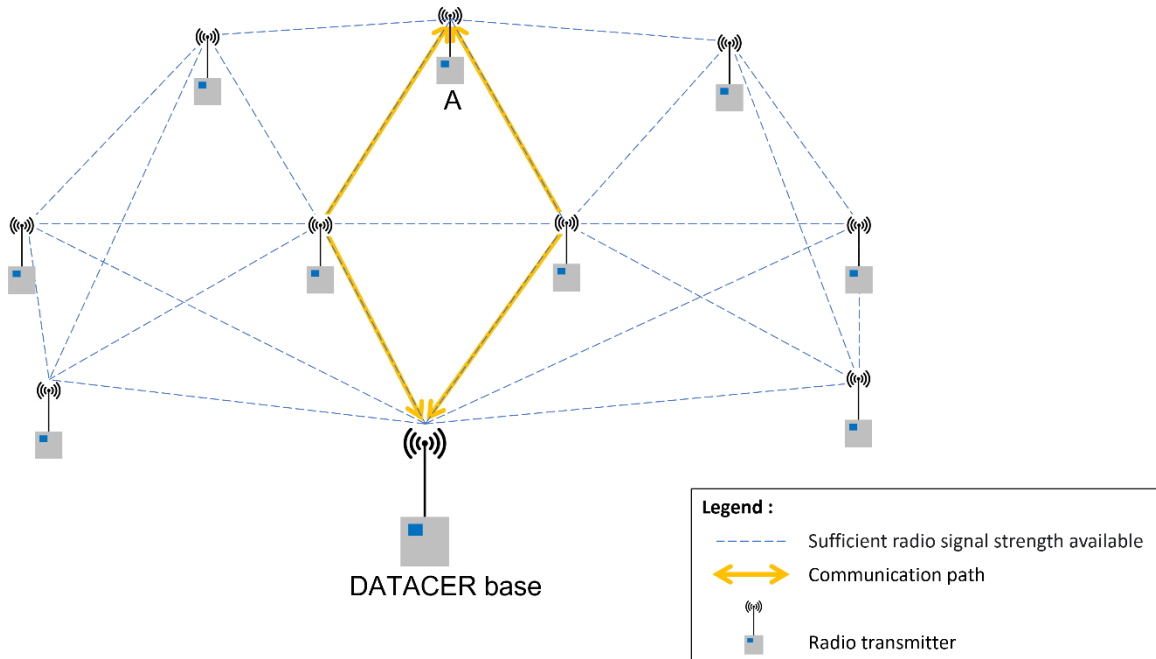 A
DATACER base
Legend :
Sufficient radio signal strength available
Communication path
Radio transmitter